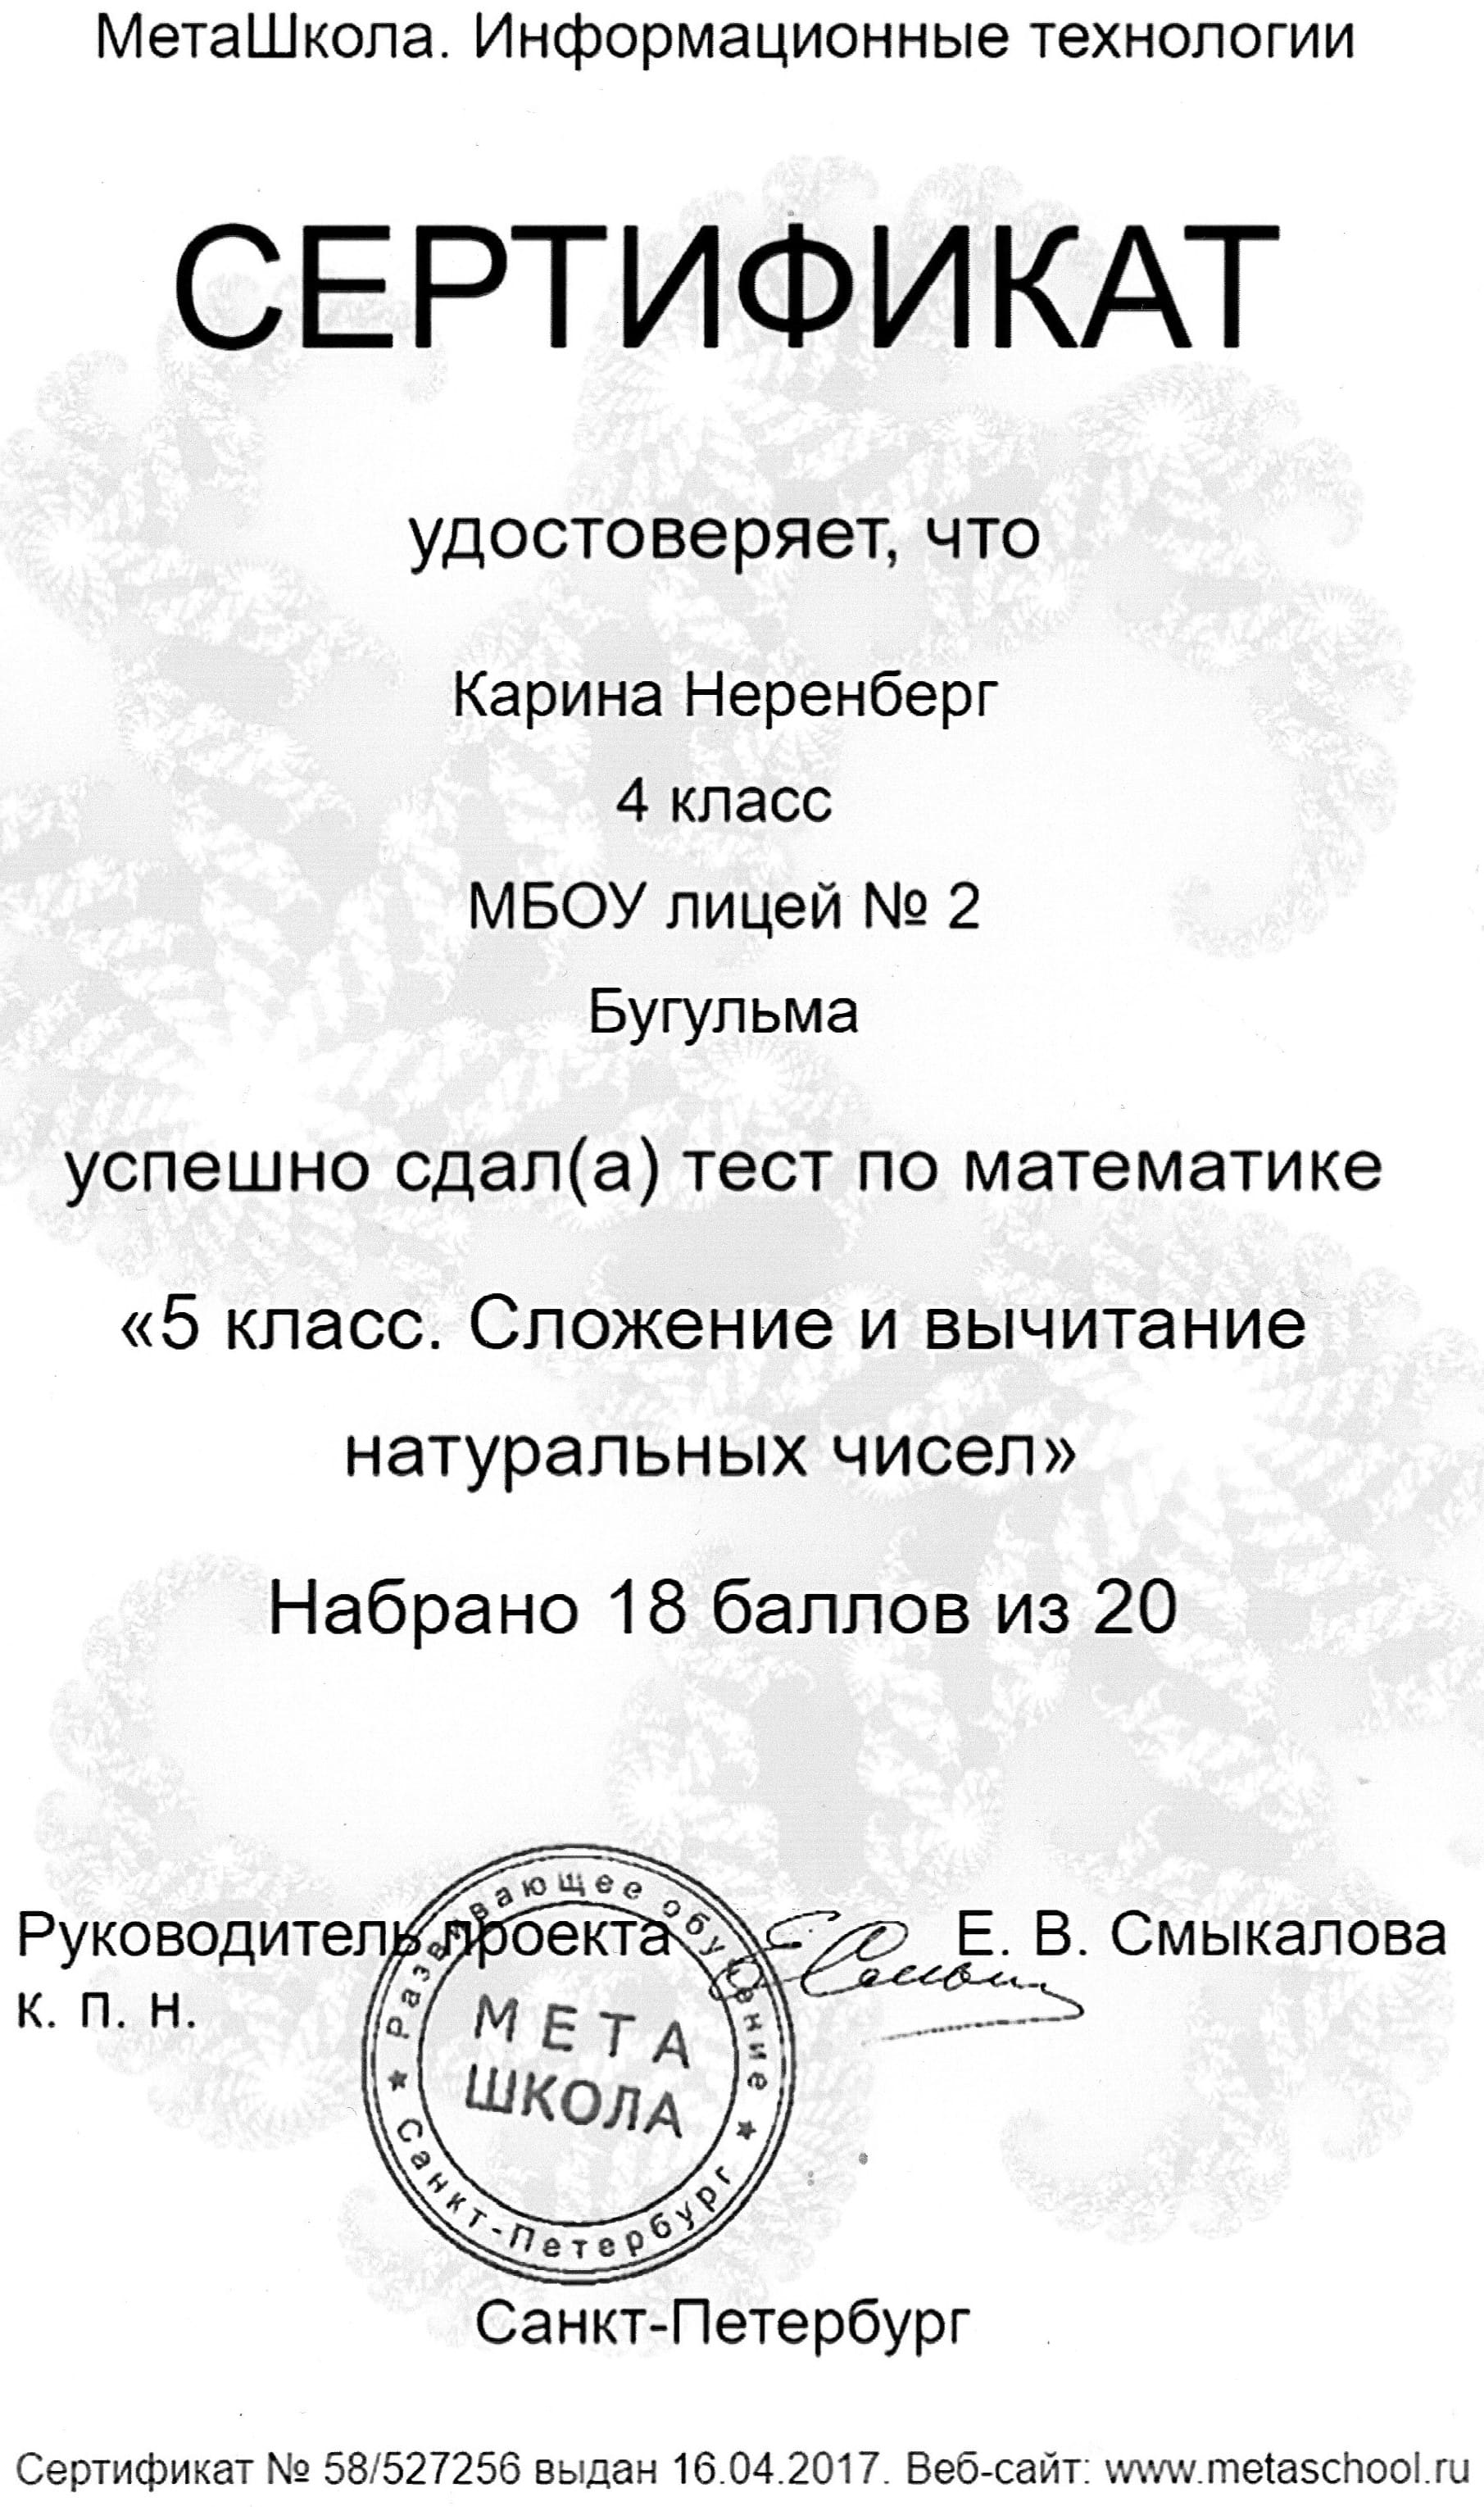 МетаШкола. Информационные технологии
СЕРТИФИКАТ
удостоверяет, что
Карина Неренберг
4 класс
МБОУ лицей № 2
Бугульма
успешно сдал(а) тест по математике
«5 класс. Сложение и вычитание
натуральных чисел»
Набрано 18 баллов из 20
Руководитель проекта Е. В. Смыкалова
к. п. н.
Развивающее обучение
МЕТА
ШКОЛА
Санкт-Петербург
Санкт-Петербург
Сертификат № 58/527256 выдан 16.04.2017. Веб-сайт: www.metaschool.ru